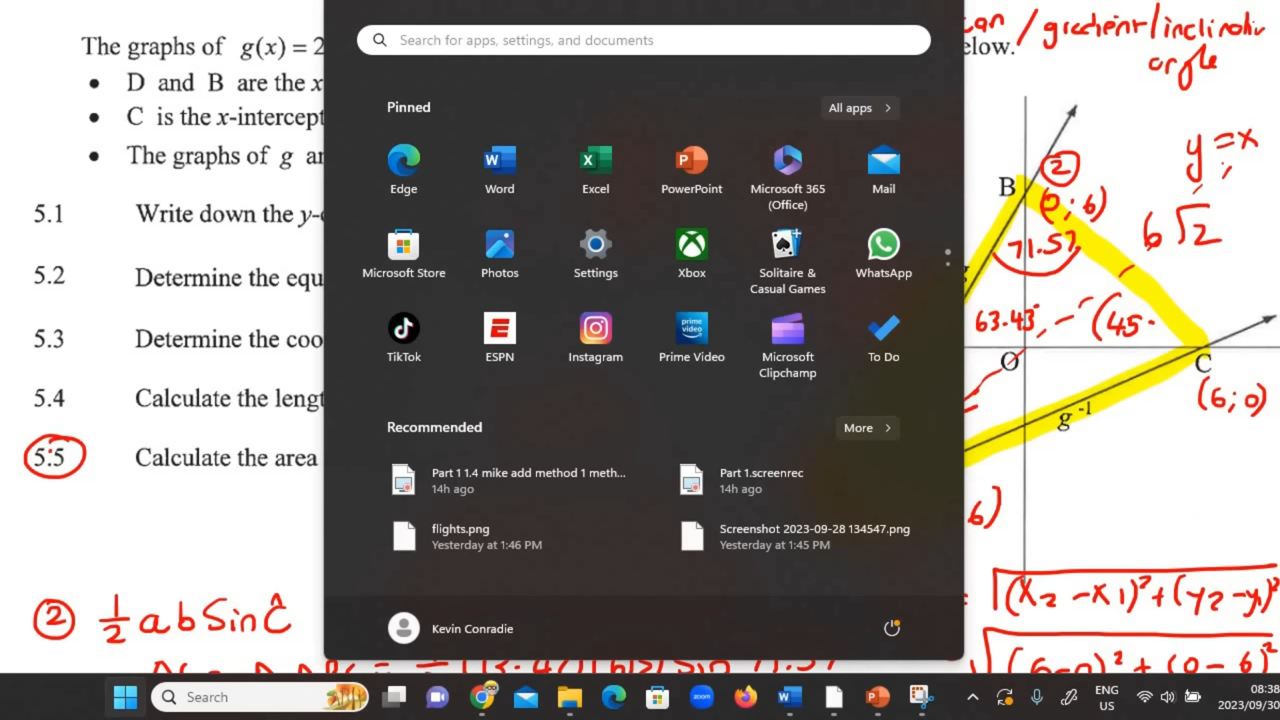 The graphs of g(x) = 2
elow.
• D and B are the x
• C is the x-intercept
• The graphs of g ar
5.1 Write down the y-
5.2 Determine the equ
5.3 Determine the coo
5.4 Calculate the lengt
5.5 Calculate the area
Search for apps, settings, and documents
Pinned
All apps >
Edge
Word
Excel
PowerPoint
Microsoft 365
(Office)
Mail
Microsoft Store
Photos
Settings
Xbox
Solitaire &
Casual Games
WhatsApp
TikTok
ESPN
Instagram
prime
video
Prime Video
Microsoft
Clipchamp
To Do
Recommended
More >
Part 1 1.4 mike add method 1 meth...
14h ago
Part 1.screenrec
14h ago
flights.png
Yesterday at 1:46 PM
Screenshot 2023-09-28 134547.png
Yesterday at 1:45 PM
Kevin Conradie
/gradient/inclination
angle
y = x
B
2
(0; 6)
71.57
6√2
63.43
- (45
O
C
(6; 0)
g⁻¹
6)
= √(x2 - x1)² + (y2 - y1)²
√(6-0)² + (0-6)²
② ½ a b Sin Ĉ
Search
zoom
ENG
US
08:38
2023/09/30